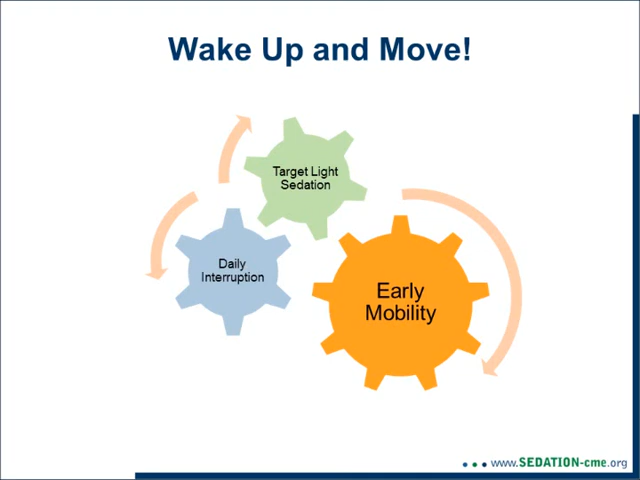 Wake Up and Move!
Target Light
Sedation
Daily
Interruption
Early
Mobility
www.SEDATION-cme.org